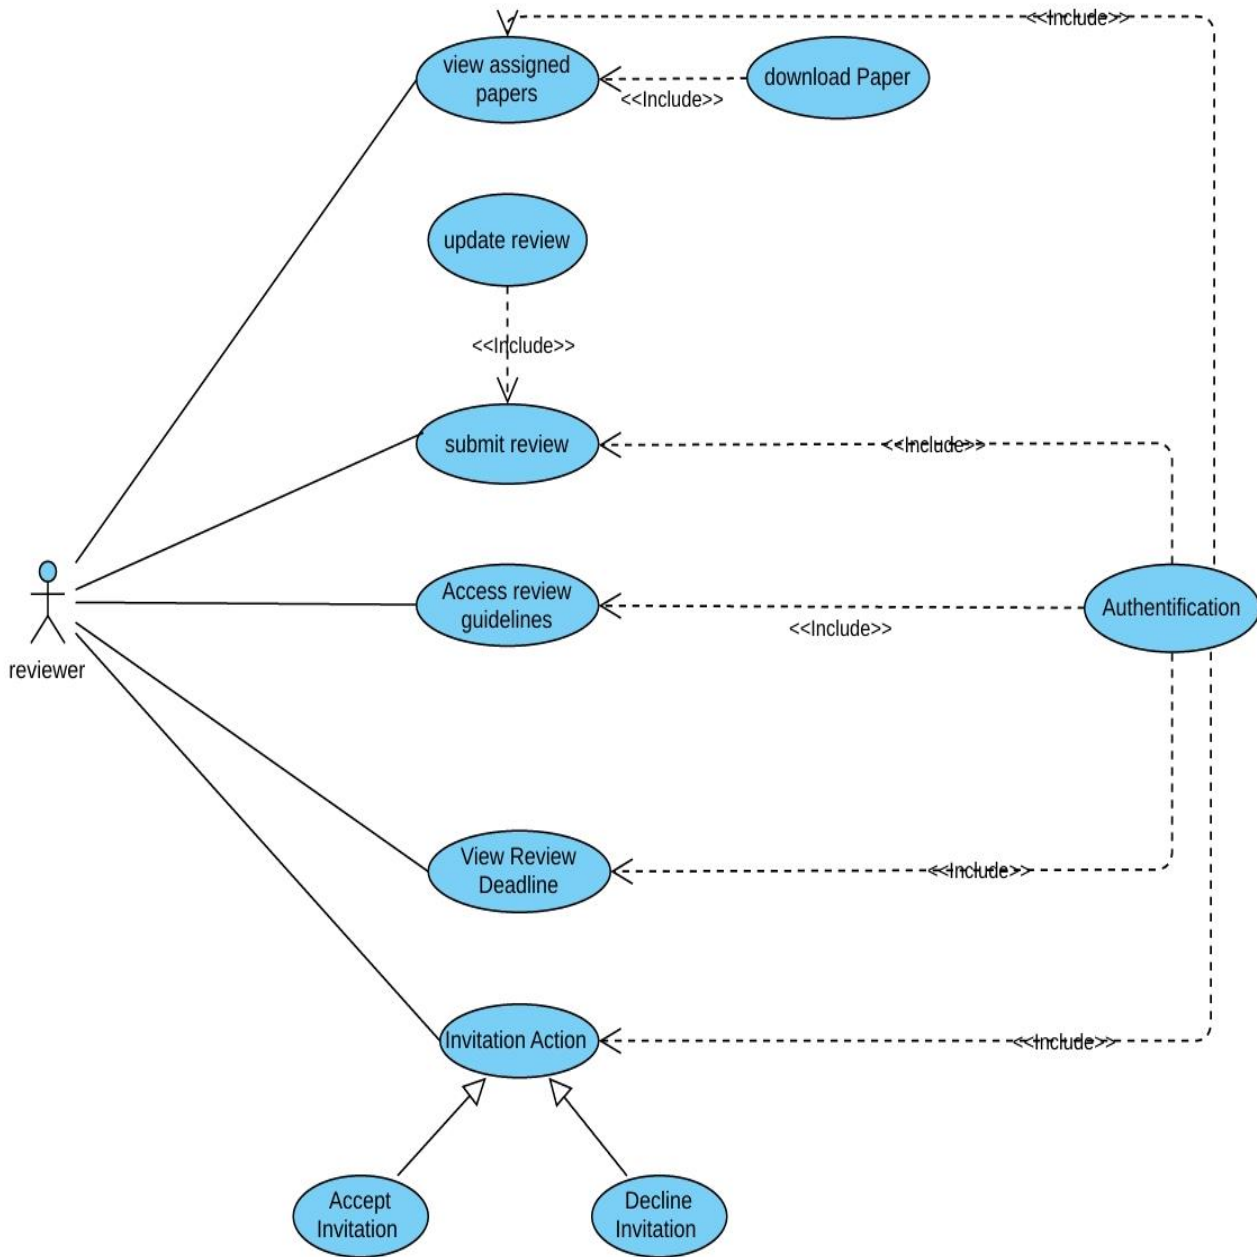 <<Include>>
view assigned
papers
download Paper
<<Include>>
update review
<<Include>>
submit review
<<Include>>
Access review
guidelines
Authentification
<<Include>>
reviewer
View Review
Deadline
<<Include>>
Invitation Action
<<Include>>
Accept
Invitation
Decline
Invitation